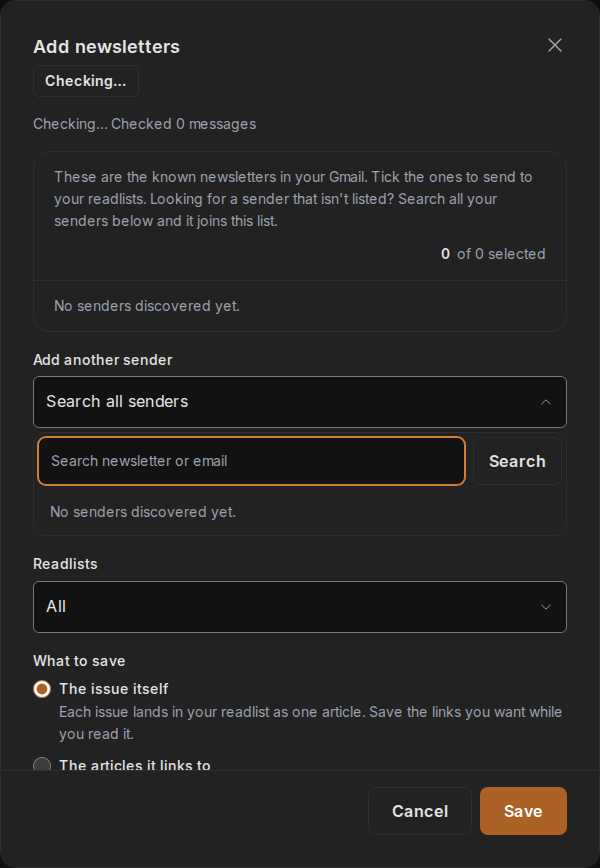 Add newsletters
Checking...
Checking... Checked 0 messages
These are the known newsletters in your Gmail. Tick the ones to send to
your readlists. Looking for a sender that isn't listed? Search all your
senders below and it joins this list.
0 of 0 selected
No senders discovered yet.
Add another sender
Search all senders
Search newsletter or email
Search
No senders discovered yet.
Readlists
All
What to save
The issue itself
Each issue lands in your readlist as one article. Save the links you want while
you read it.
The articles it links to
Cancel
Save